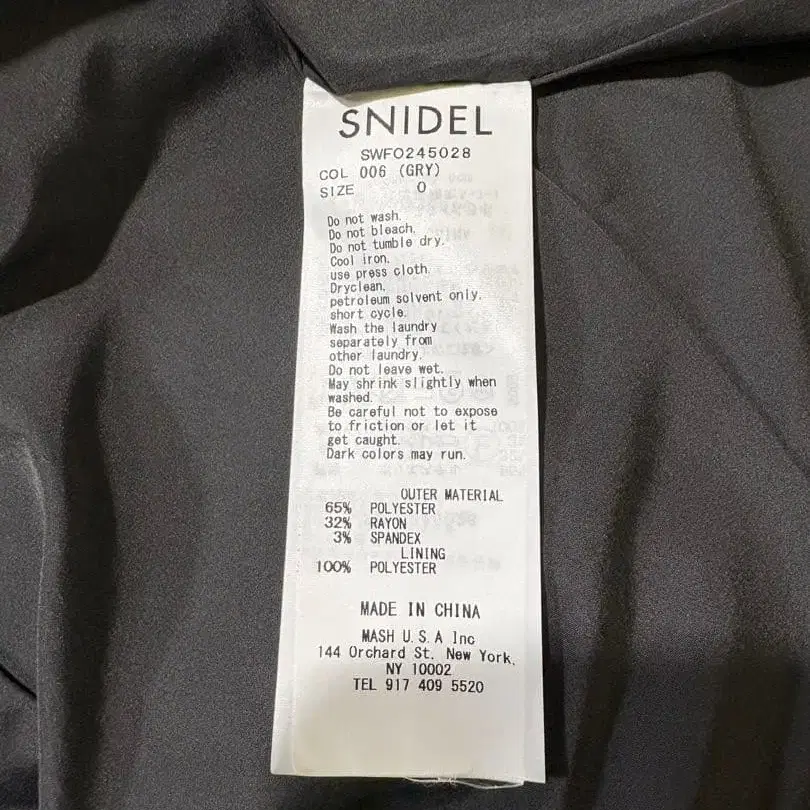 SNIDEL
SWFO245028
COL 006 (GRY)
SIZE 0
Do not wash.
Do not bleach.
Do not tumble dry.
Cool iron.
use press cloth.
Dryclean.
petroleum solvent only.
short cycle.
Wash the laundry
separately from
other laundry.
Do not leave wet.
May shrink slightly when
washed.
Be careful not to expose
to friction or let it
get caught.
Dark colors may run.
OUTER MATERIAL
65% POLYESTER
32% RAYON
3% SPANDEX
LINING
100% POLYESTER
MADE IN CHINA
MASH U.S.A Inc
144 Orchard St. New York,
NY 10002
TEL 917 409 5520